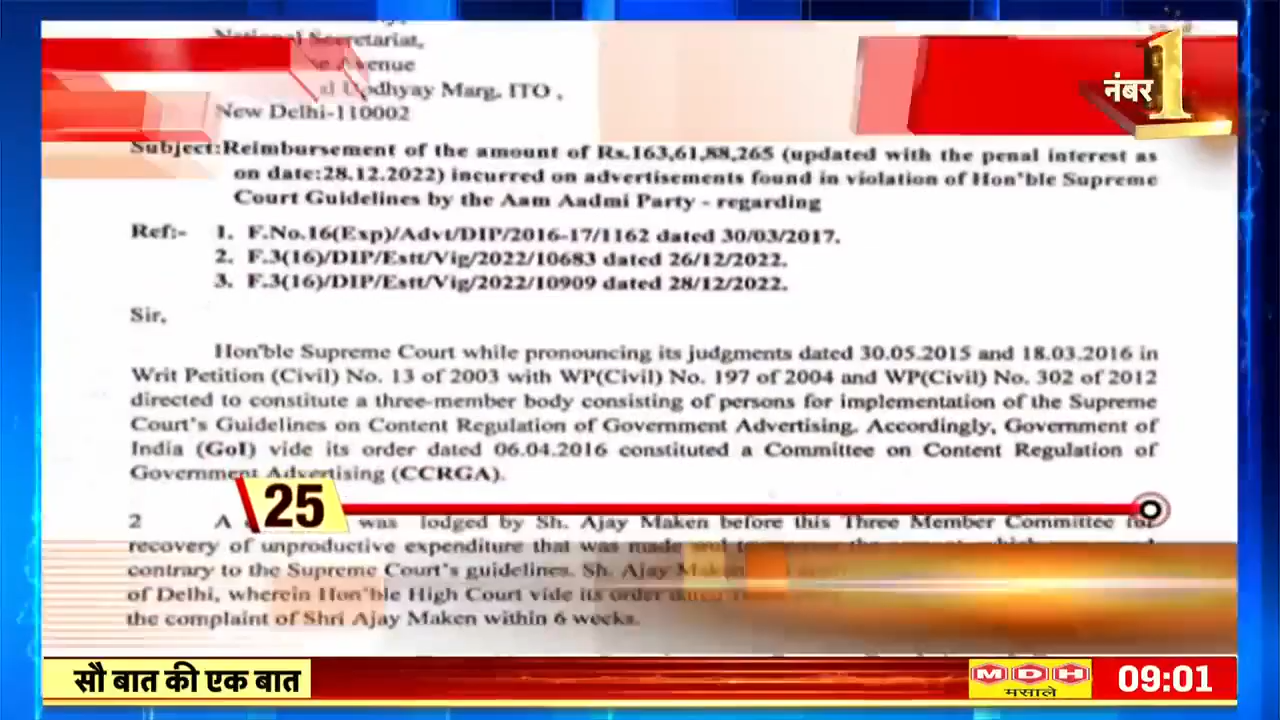 National Secretariat,
Avenue
Updhyay Marg, ITO ,
New Delhi-110002
नंबर 1
Subject:Reimbursement of the amount of Rs.163,61,88,265 (updated with the penal interest as
on date:28.12.2022) incurred on advertisements found in violation of Hon'ble Supreme
Court Guidelines by the Aam Aadmi Party - regarding
Ref:- 1. F.No.16(Exp)/Advt/DIP/2016-17/1162 dated 30/03/2017.
2. F.3(16)/DIP/Estt/Vig/2022/10683 dated 26/12/2022.
3. F.3(16)/DIP/Estt/Vig/2022/10909 dated 28/12/2022.
Sir,
Hon'ble Supreme Court while pronouncing its judgments dated 30.05.2015 and 18.03.2016 in
Writ Petition (Civil) No. 13 of 2003 with WP(Civil) No. 197 of 2004 and WP(Civil) No. 302 of 2012
directed to constitute a three-member body consisting of persons for implementation of the Supreme
Court's Guidelines on Content Regulation of Government Advertising. Accordingly, Government of
India (GoI) vide its order dated 06.04.2016 constituted a Committee on Content Regulation of
Government Advertising (CCRGA).
25
2 A was lodged by Sh. Ajay Maken before this Three Member Committee for
recovery of unproductive expenditure that was made
contrary to the Supreme Court's guidelines. Sh. Ajay
of Delhi, wherein Hon'ble High Court vide its order
the complaint of Shri Ajay Maken within 6 weeks.
सौ बात की एक बात
MDH
मसाले
09:01